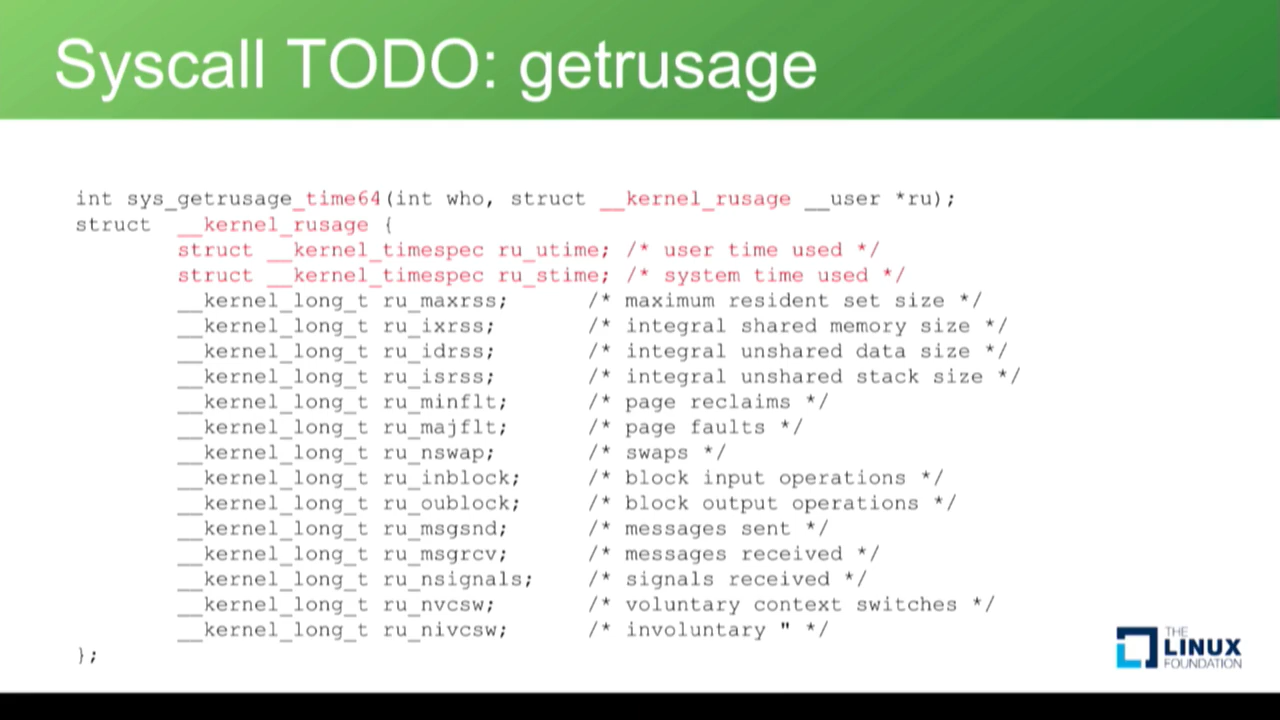 Syscall TODO: getrusage
int sys_getrusage_time64(int who, struct __kernel_rusage __user *ru);
struct  __kernel_rusage {
        struct __kernel_timespec ru_utime; /* user time used */
        struct __kernel_timespec ru_stime; /* system time used */
        __kernel_long_t ru_maxrss;      /* maximum resident set size */
        __kernel_long_t ru_ixrss;       /* integral shared memory size */
        __kernel_long_t ru_idrss;       /* integral unshared data size */
        __kernel_long_t ru_isrss;       /* integral unshared stack size */
        __kernel_long_t ru_minflt;      /* page reclaims */
        __kernel_long_t ru_majflt;      /* page faults */
        __kernel_long_t ru_nswap;       /* swaps */
        __kernel_long_t ru_inblock;     /* block input operations */
        __kernel_long_t ru_oublock;     /* block output operations */
        __kernel_long_t ru_msgsnd;      /* messages sent */
        __kernel_long_t ru_msgrcv;      /* messages received */
        __kernel_long_t ru_nsignals;    /* signals received */
        __kernel_long_t ru_nvcsw;       /* voluntary context switches */
        __kernel_long_t ru_nivcsw;      /* involuntary " */
};
THE
LINUX
FOUNDATION